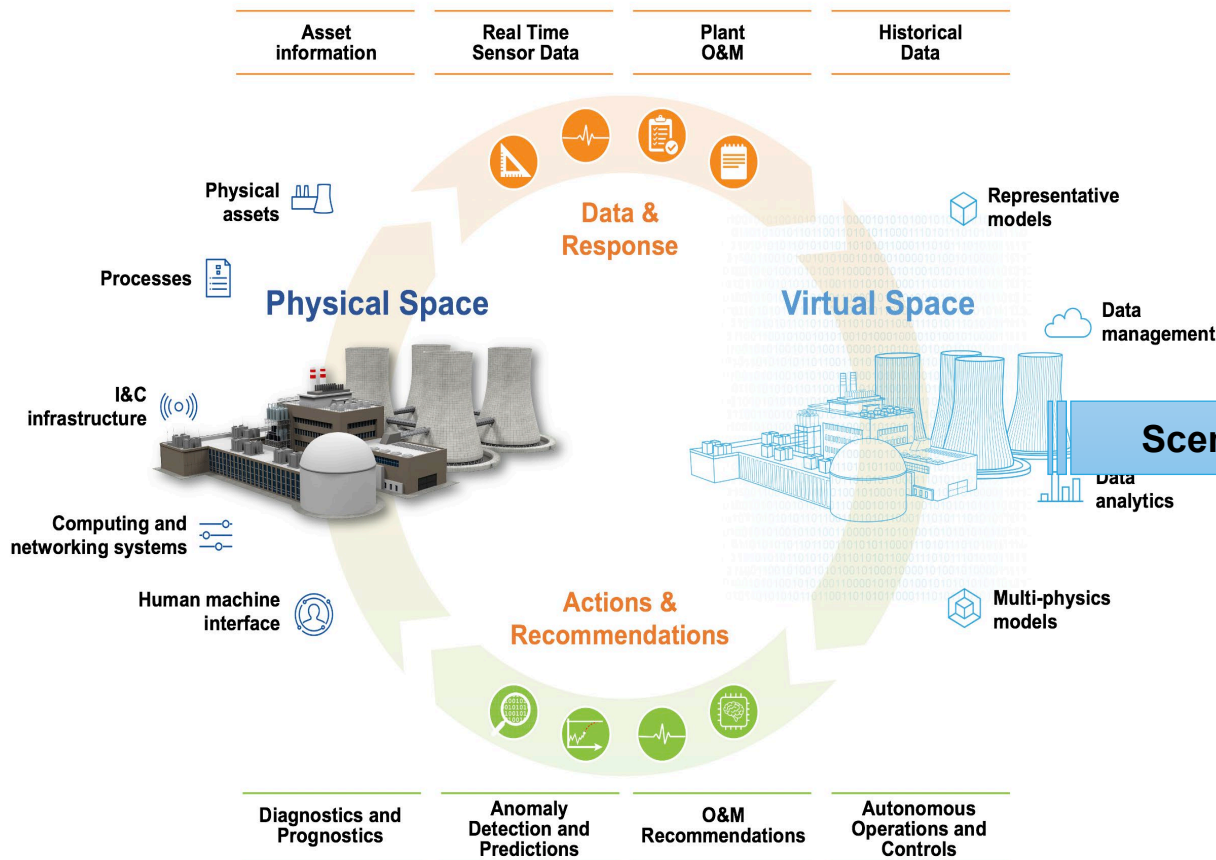 Asset
information
Real Time
Sensor Data
Plant
O&M
Historical
Data
Physical
assets
Data &
Response
Representative
models
Processes
Physical Space
Virtual Space
Data
management
I&C
infrastructure
Scer
Data
analytics
Computing and
networking systems
Human machine
interface
Actions &
Recommendations
Multi-physics
models
Diagnostics and
Prognostics
Anomaly
Detection and
Predictions
O&M
Recommendations
Autonomous
Operations and
Controls